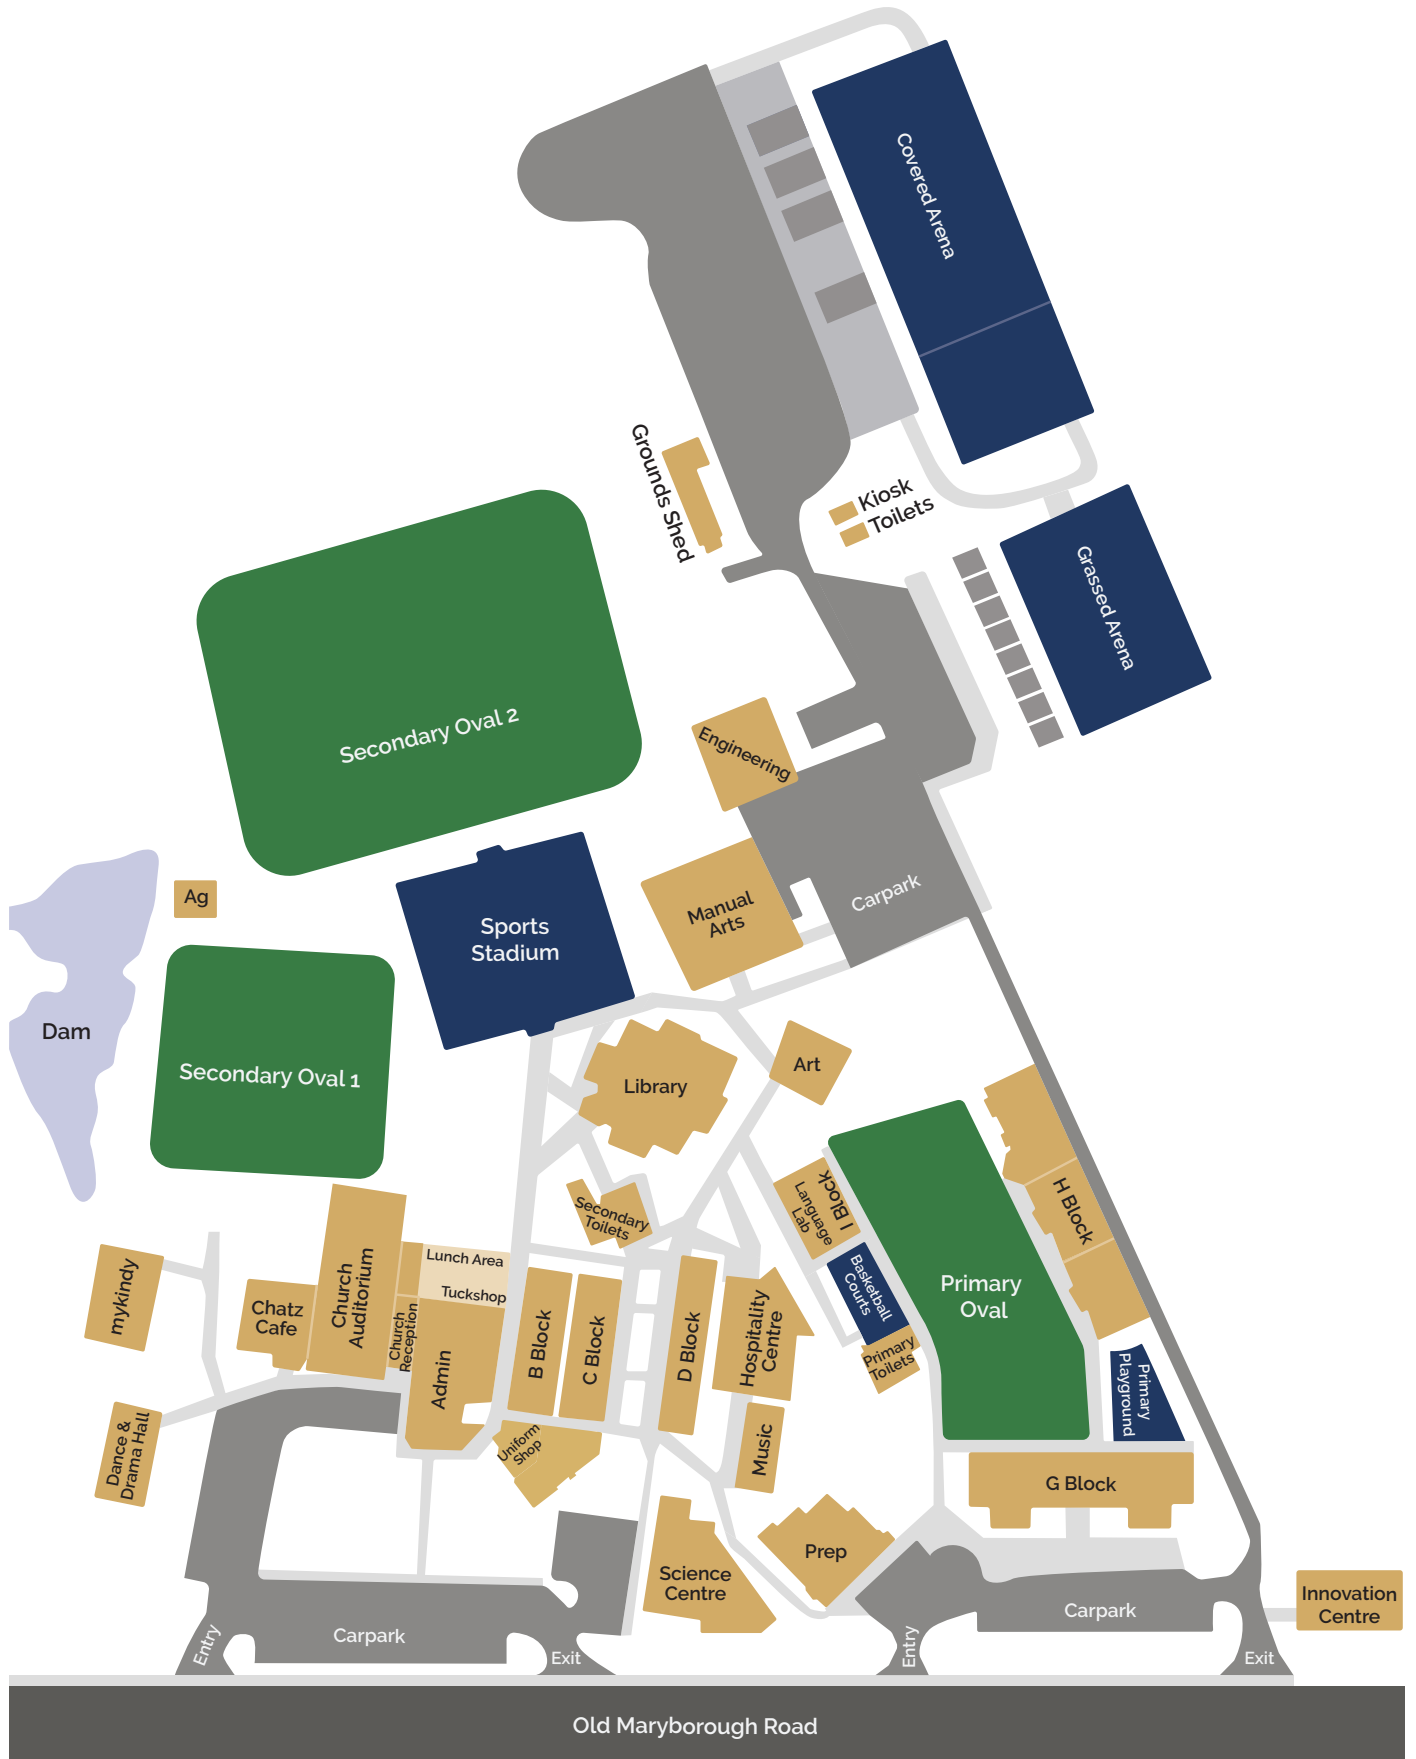 Covered Arena
Grounds Shed
Kiosk
Toilets
Grassed Arena
Secondary Oval 2
Engineering
Ag
Sports
Stadium
Manual
Arts
Carpark
Dam
Secondary Oval 1
Library
Art
Secondary
Toilets
I Block
Language
Lab
H Block
mykindy
Chatz
Cafe
Church
Auditorium
Lunch Area
Tuckshop
Church
Reception
Admin
B Block
C Block
D Block
Hospitality
Centre
Basketball
Courts
Primary
Toilets
Primary
Oval
Primary
Playground
Dance &
Drama Hall
Uniform
Shop
Music
G Block
Science
Centre
Prep
Innovation
Centre
Carpark
Carpark
Entry
Exit
Entry
Exit
Old Maryborough Road